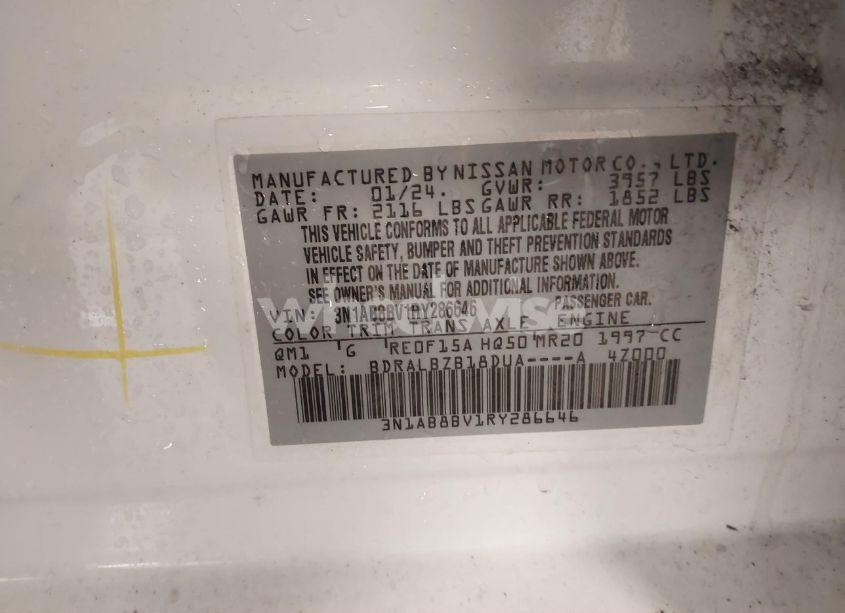 MANUFACTURED BY NISSAN MOTOR CO., LTD.
DATE: 01/24. GVWR: 3957 LBS
GAWR FR: 2116 LBS GAWR RR: 1852 LBS
THIS VEHICLE CONFORMS TO ALL APPLICABLE FEDERAL MOTOR
VEHICLE SAFETY, BUMPER AND THEFT PREVENTION STANDARDS
IN EFFECT ON THE DATE OF MANUFACTURE SHOWN ABOVE.
SEE OWNER'S MANUAL FOR ADDITIONAL INFORMATION.
VIN: 3N1AB8BV1RY286646 PASSENGER CAR.
COLOR TRIM TRANS AXLE ENGINE
QM1 G RE0F15A HQ50 MR20 1997 CC
MODEL: BDRALBZB18DUA----A 4Z000
3N1AB8BV1RY286646